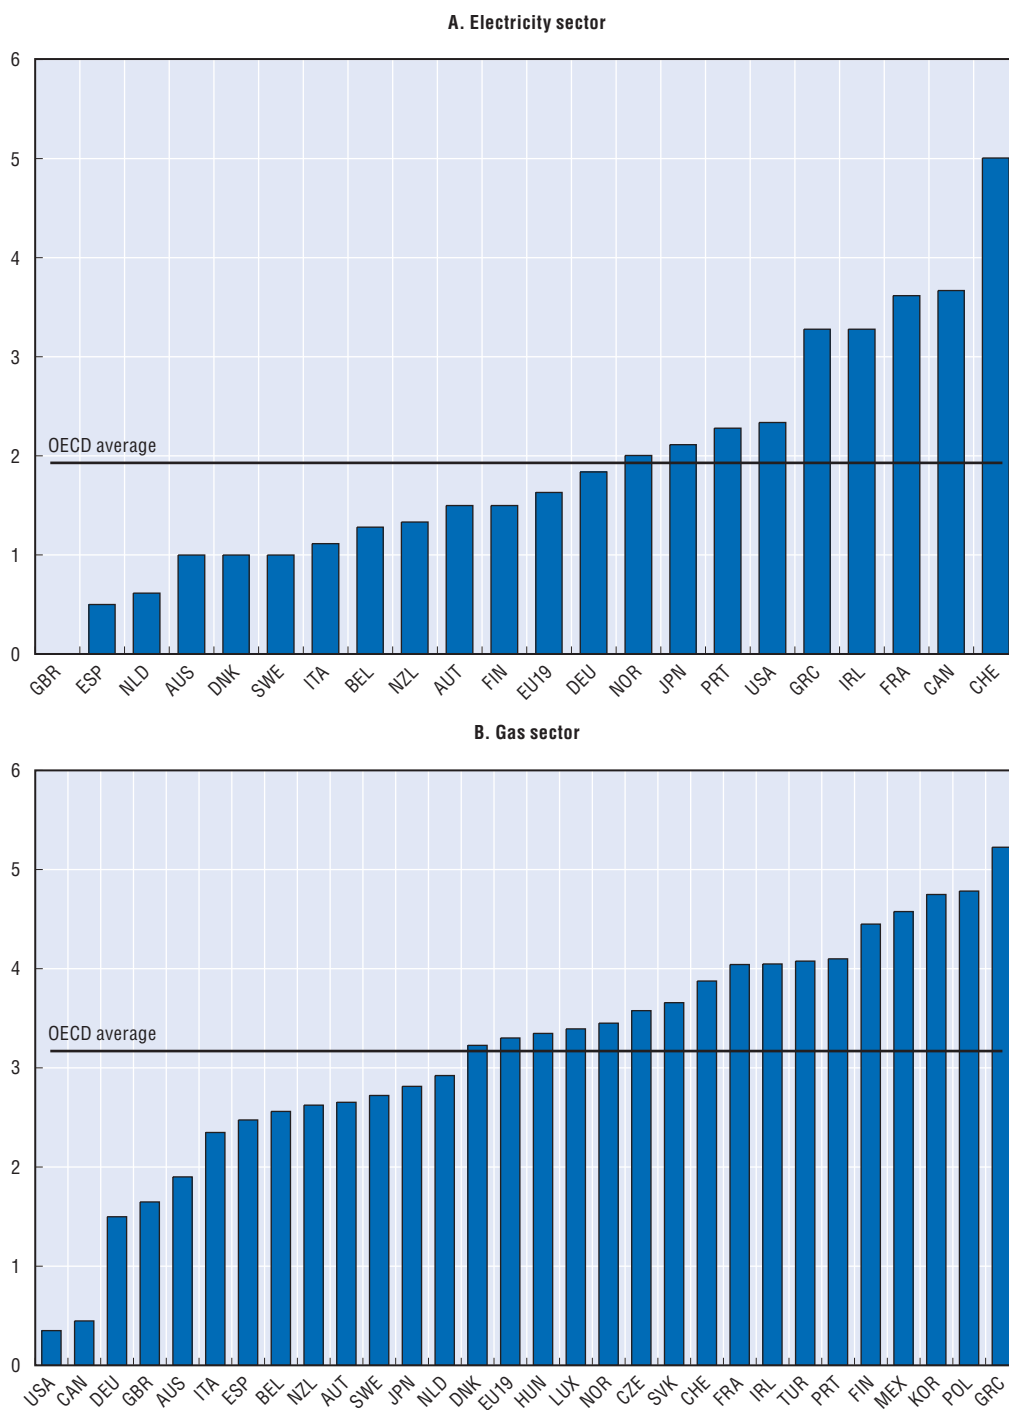 A. Electricity sector
6
5
4
3
2
1
0
OECD average
GBR ESP NLD AUS DNK SWE ITA BEL NZL AUT FIN EU19 DEU NOR JPN PRT USA GRC IRL FRA CAN CHE
B. Gas sector
6
5
4
3
2
1
0
OECD average
USA CAN DEU GBR AUS ITA ESP BEL NZL AUT SWE JPN NLD DNK EU19 HUN LUX NOR CZE SVK CHE FRA IRL TUR PRT FIN MEX KOR POL GRC